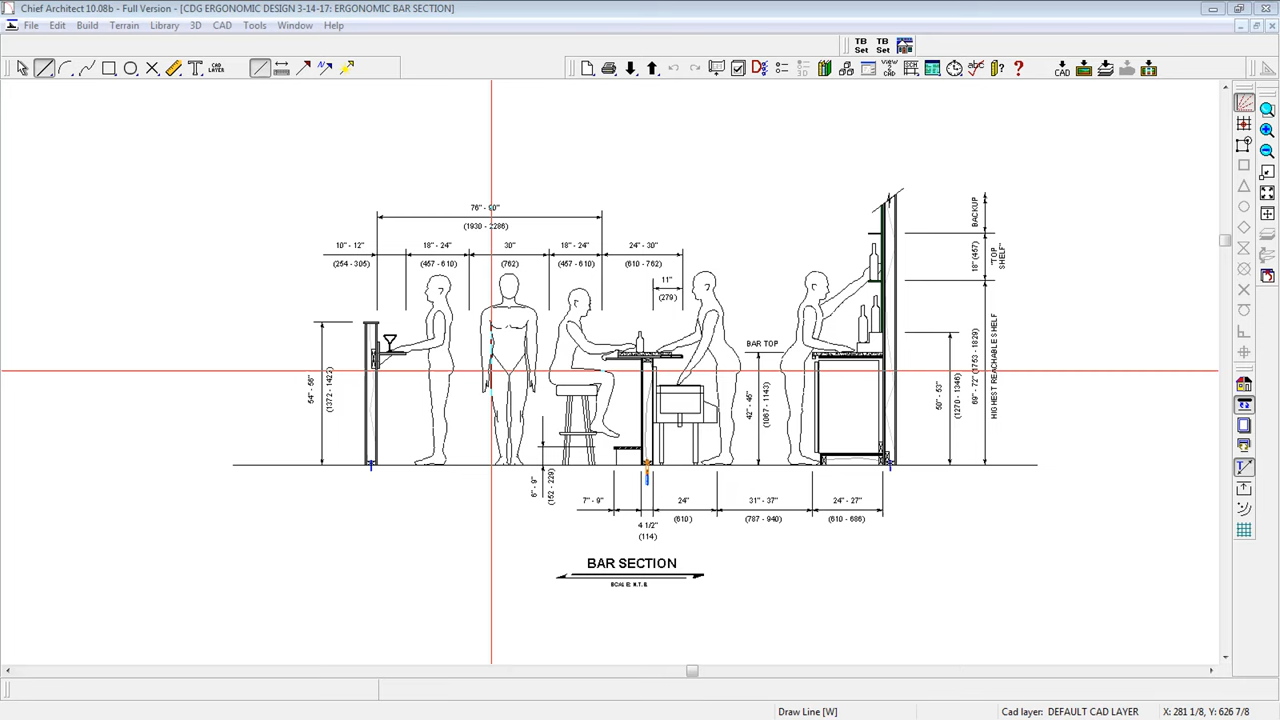 Chief Architect 10.08b - Full Version - [CDG ERGONOMIC DESIGN 3-14-17: ERGONOMIC BAR SECTION]
File Edit Build Terrain Library 3D CAD Tools Window Help
TB Set TB Set
CAD LAYER
CAD
76" - 90"
(1930 - 2286)
10" - 12" 18" - 24" 30" 18" - 24" 24" - 30"
(254 - 305) (457 - 610) (762) (457 - 610) (610 - 762)
11"
(279)
BACKUP
18" (457)
"TOP SHELF"
BAR TOP
54" - 56"
(1372 - 1422)
42" - 46"
(1067 - 1143)
50" - 53"
(1270 - 1346)
69" - 72" (1753 - 1829)
HIGHEST REACHABLE SHELF
6" - 9"
(152 - 229)
7" - 9" 24" 31" - 37" 24" - 27"
(610) (787 - 940) (610 - 686)
4 1/2"
(114)
BAR SECTION
SCALE: N.T.S.
Draw Line [W] Cad layer: DEFAULT CAD LAYER X: 281 1/8, Y: 626 7/8